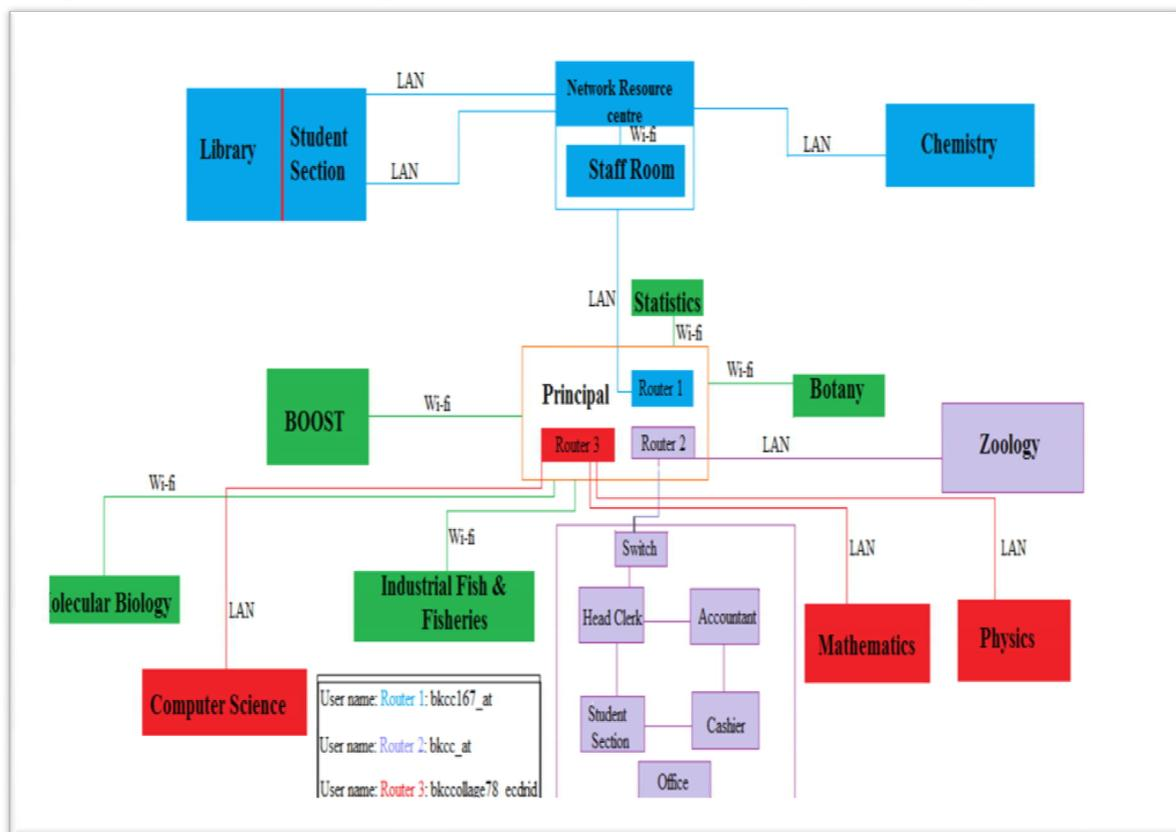 LAN
Network Resource
centre
Library
Student
Section
Wi-fi
LAN
Chemistry
LAN
Staff Room
LAN
Statistics
Wi-fi
Wi-fi
Principal
Router 1
Botany
BOOST
Wi-fi
Router 3
Router 2
LAN
Zoology
Wi-fi
Wi-fi
Switch
LAN
LAN
olecular Biology
LAN
Industrial Fish &
Fisheries
Head Clerk
Accountant
Mathematics
Physics
Computer Science
User name: Router 1: bkcc167_at
Student
Section
Cashier
User name: Router 2: bkcc_at
Office
User name: Router 3: bkccollage78_ecdrid